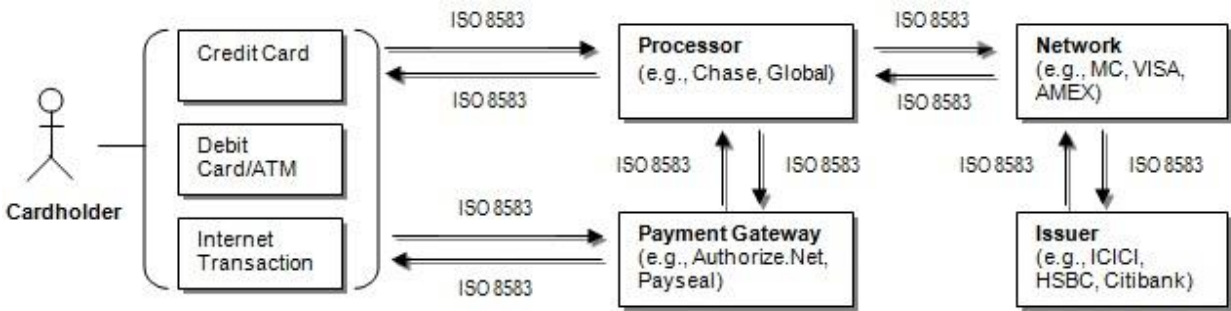 ISO 8583
ISO 8583
Credit Card
Processor
(e.g., Chase, Global)
Network
(e.g., MC, VISA,
AMEX)
ISO 8583
ISO 8583
Debit
Card/ATM
ISO 8583
ISO 8583
ISO 8583
ISO 8583
Cardholder
ISO 8583
Internet
Transaction
Payment Gateway
(e.g., Authorize.Net,
Payseal)
Issuer
(e.g., ICICI,
HSBC, Citibank)
ISO 8583